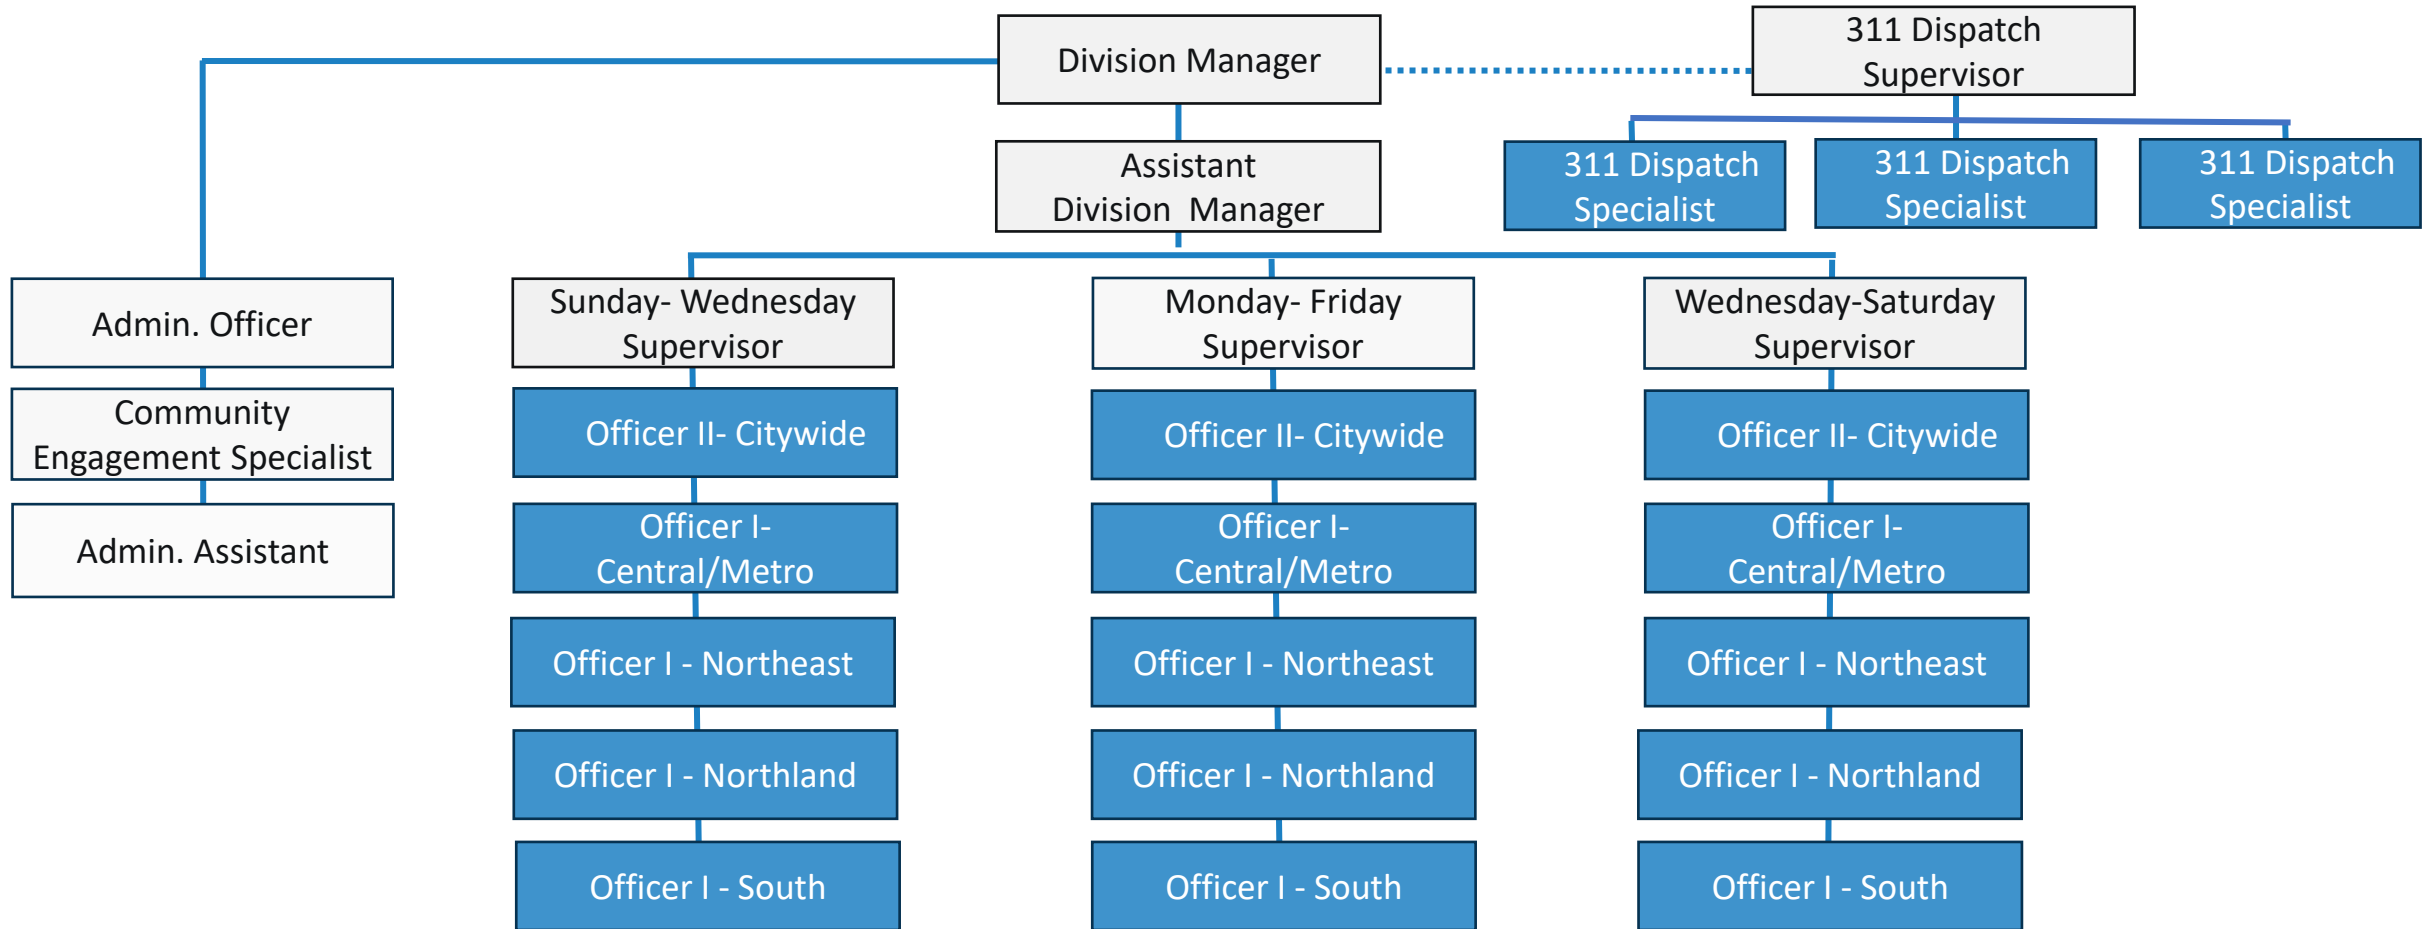 Division Manager
311 Dispatch
Supervisor
Assistant
Division  Manager
311 Dispatch
Specialist
311 Dispatch
Specialist
311 Dispatch
Specialist
Admin. Officer
Community
Engagement Specialist
Admin. Assistant
Sunday- Wednesday
Supervisor
Officer II- Citywide
Officer I-
Central/Metro
Officer I - Northeast
Officer I - Northland
Officer I - South
Monday- Friday
Supervisor
Officer II- Citywide
Officer I-
Central/Metro
Officer I - Northeast
Officer I - Northland
Officer I - South
Wednesday-Saturday
Supervisor
Officer II- Citywide
Officer I-
Central/Metro
Officer I - Northeast
Officer I - Northland
Officer I - South